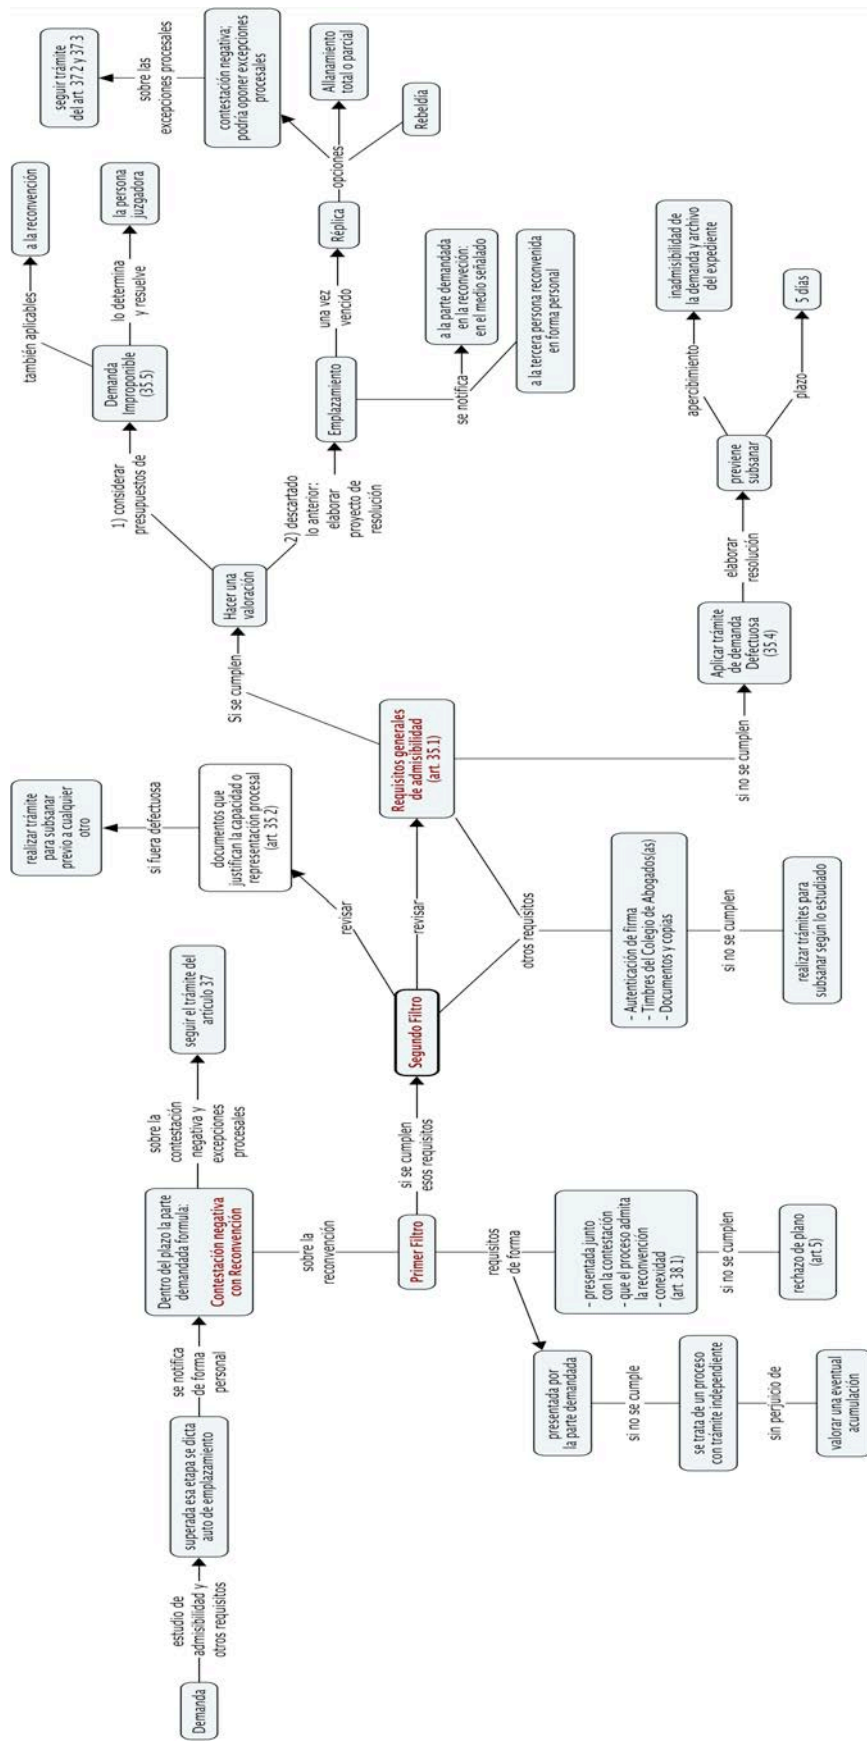 Demanda
estudio de
admisibilidad y
otros requisitos
superada esa etapa se dicta
auto de emplazamiento
se notifica
de forma
personal
Dentro del plazo la parte
demandada formula:
Contestación negativa
con Reconvención
sobre la
contestación
negativa y
excepciones
procesales
seguir el trámite del
artículo 37
sobre la
reconvención
Primer Filtro
requisitos
de forma
presentada por
la parte demandada
si no se cumple
se trata de un proceso
con trámite independiente
sin perjuicio de
valorar una eventual
acumulación
- presentada junto
con la contestación
- que el proceso admita
la reconvención
- conexidad
(art. 38.1)
si no se cumplen
rechazo de plano
(art.5)
si se cumplen
esos requisitos
Segundo Filtro
revisar
documentos que
justifican la capacidad o
representación procesal
(art. 35.2)
si fuera defectuosa
realizar trámite
para subsanar
previo a cualquier
otro
revisar
Requisitos generales
de admisibilidad
(art. 35.1)
otros requisitos
- Autenticación de firma
- Timbres del Colegio de Abogados(as)
- Documentos y copias
si no se cumplen
realizar trámites para
subsanar según lo estudiado
Si se cumplen
Hacer una
valoración
1) considerar
presupuestos de
Demanda
Improponible
(35.5)
también aplicables
a la reconvención
lo determina
y resuelve
la persona
juzgadora
2) descartado
lo anterior:
elaborar
proyecto de
resolución
Emplazamiento
se notifica
a la parte demandada
en la reconveción:
en el medio señalado
a la tercera persona reconvenida
en forma personal
una vez
vencido
Réplica
opciones
contestación negativa;
podría oponer excepciones
procesales
sobre las
excepciones procesales
seguir trámite
del art. 37.2 y 37.3
Allanamiento
total o parcial
Rebeldía
si no se cumplen
Aplicar trámite
de demanda
Defectuosa
(35.4)
elaborar
resolución
previene
subsanar
apercibimiento
inadmisibilidad de
la demanda y archivo
del expediente
plazo
5 días